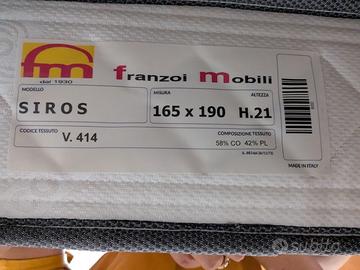 fm
dal 1930
franzoi mobili
MODELLO MISURA ALTEZZA
SIROS 165 x 190 H.21
CODICE TESSUTO COMPOSIZIONE TESSUTO
V. 414 58% CO 42% PL
MADE IN ITALY
subito